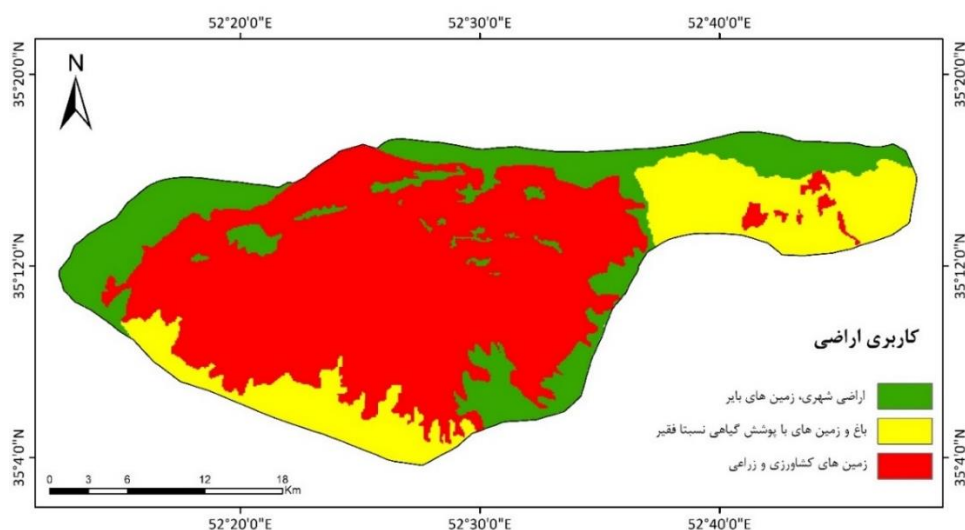 52°20'0"E 52°30'0"E 52°40'0"E
N
35°20'0"N 35°20'0"N
35°12'0"N 35°12'0"N
کاربری اراضی
اراضی شهری، زمین های بایر
باغ و زمین های با پوشش گیاهی نسبتا فقیر
زمین های کشاورزی و زراعی
35°4'0"N 35°4'0"N
0 3 6 12 18
Km
52°20'0"E 52°30'0"E 52°40'0"E